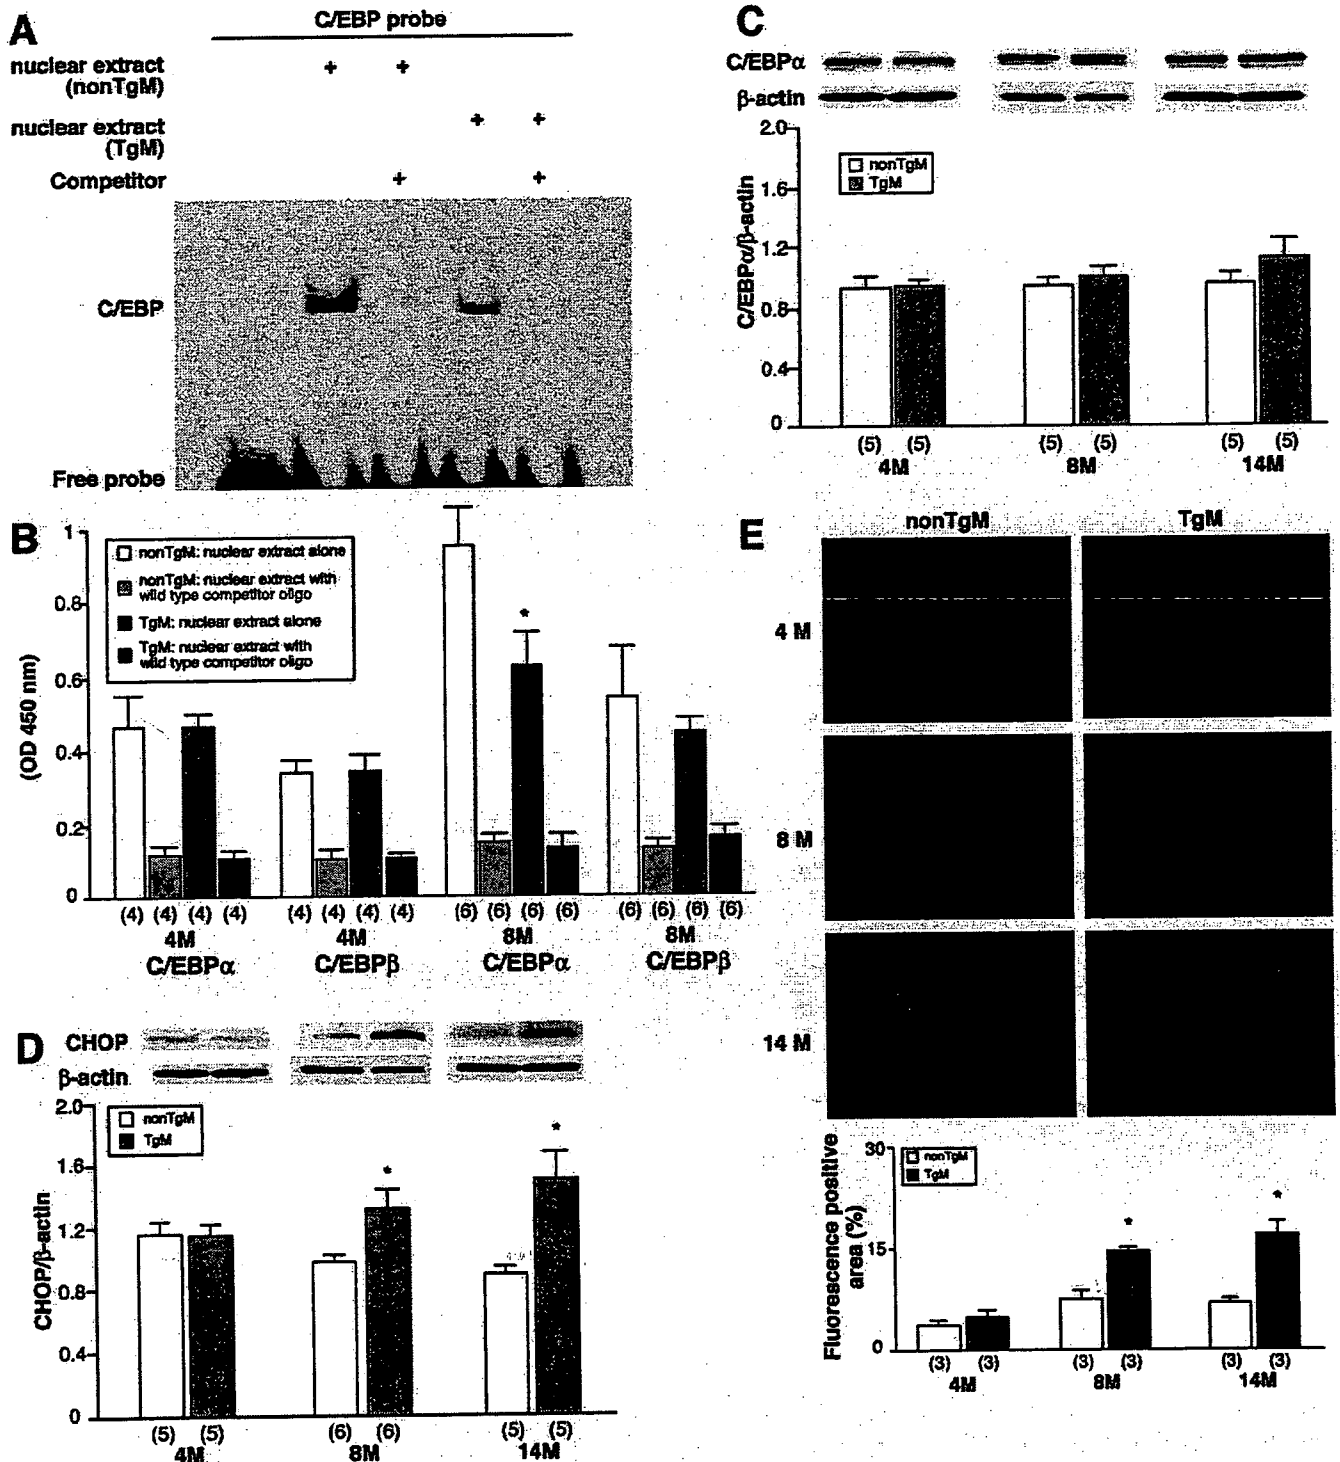 A
C/EBP probe
nuclear extract
(nonTgM)
+ +
nuclear extract
(TgM)
+ +
Competitor
+ +
C/EBP
Free probe
B
1
0.8
0.6
0.4
0.2
0
(OD 450 nm)
nonTgM: nuclear extract alone
nonTgM: nuclear extract with
wild type competitor oligo
TgM: nuclear extract alone
TgM: nuclear extract with
wild type competitor oligo
*
(4) (4) (4) (4) (4) (4) (4) (4) (6) (6) (6) (6) (6) (6) (6) (6)
4M 4M 8M 8M
C/EBPα C/EBPβ C/EBPα C/EBPβ
C
C/EBPα
β-actin
2.0
1.6
1.2
0.8
0.4
0
C/EBPα/β-actin
nonTgM
TgM
(5) (5) (5) (5) (5) (5)
4M 8M 14M
D
CHOP
β-actin
2.0
1.6
1.2
0.8
0.4
0
CHOP/β-actin
nonTgM
TgM
* *
(5) (5) (6) (6) (5) (5)
4M 8M 14M
E
nonTgM TgM
4 M
8 M
14 M
30
15
0
Fluorescence positive
area (%)
nonTgM
TgM
* *
(3) (3) (3) (3) (3) (3)
4M 8M 14M